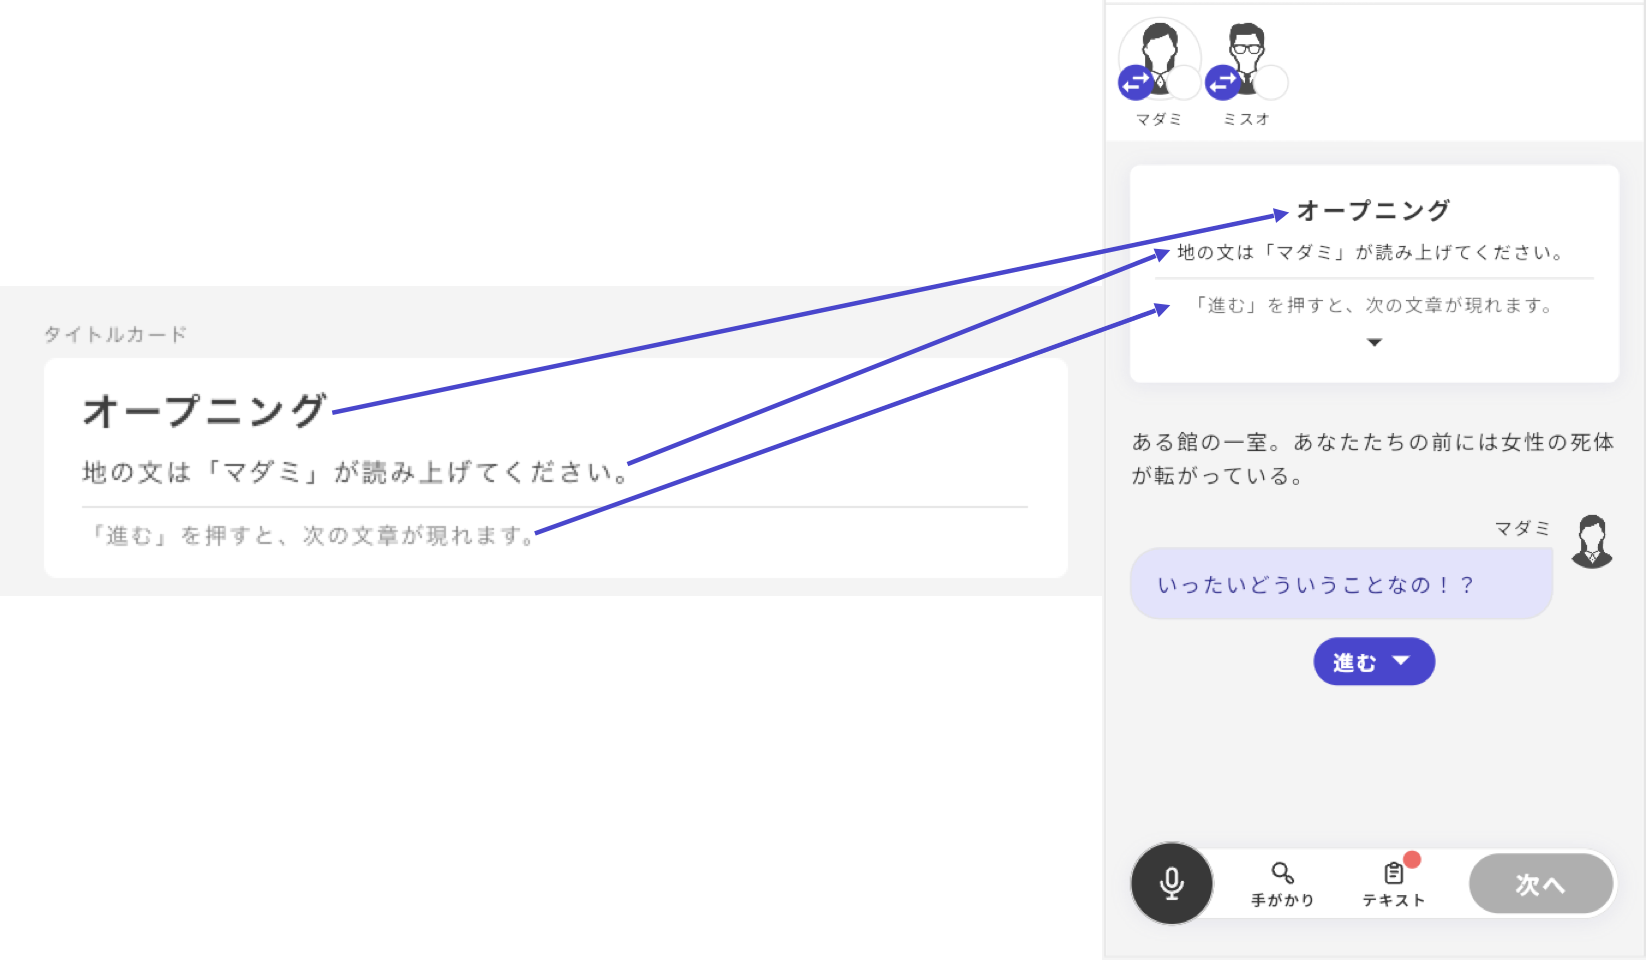 タイトルカード
オープニング
地の文は「マダミ」が読み上げてください。
「進む」を押すと、次の文章が現れます。
マダミ
ミスオ
オープニング
地の文は「マダミ」が読み上げてください。
「進む」を押すと、次の文章が現れます。
ある館の一室。あなたたちの前には女性の死体
が転がっている。
マダミ
いったいどういうことなの！？
進む
手がかり
テキスト
次へ